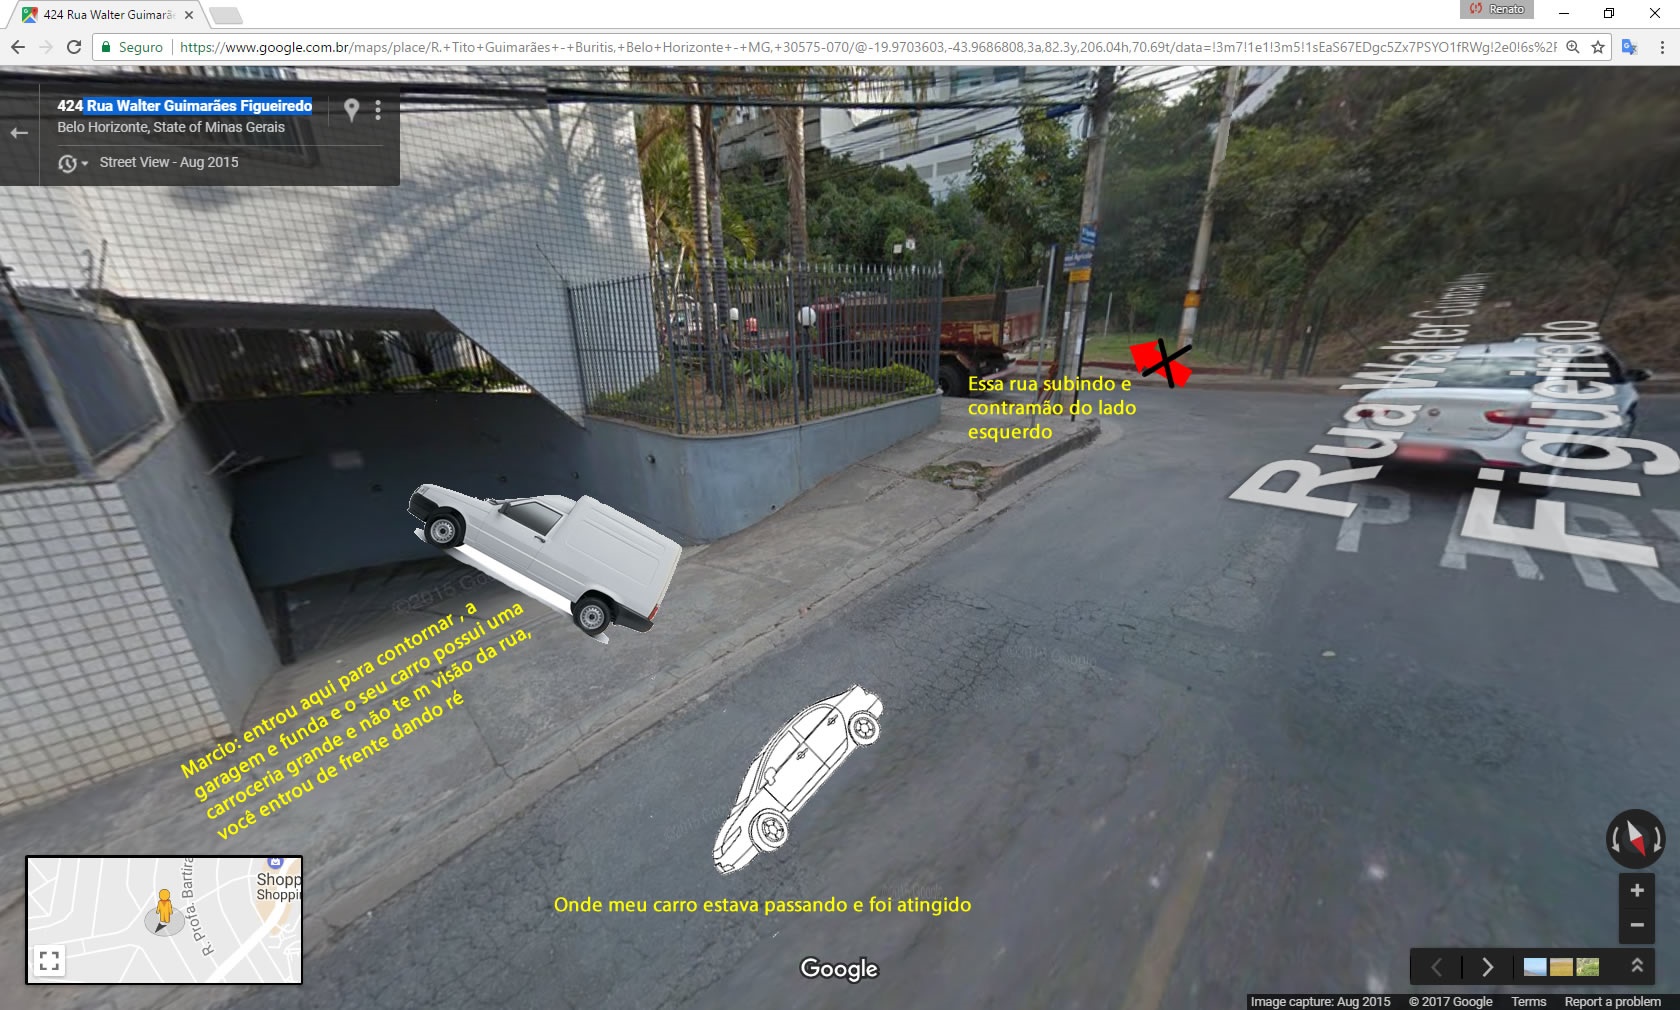 424 Rua Walter Guimarã
Renato
Seguro
https://www.google.com.br/maps/place/R.+Tito+Guimarães+-+Buritis,+Belo+Horizonte+-+MG,+30575-070/@-19.9703603,-43.9686808,3a,82.3y,206.04h,70.69t/data=!3m7!1e1!3m5!1sEaS67EDgc5Zx7PSYO1fRWg!2e0!6s%2F
424 Rua Walter Guimarães Figueiredo
Belo Horizonte, State of Minas Gerais
Street View - Aug 2015
Essa rua subindo e
contramão do lado
esquerdo
Rua Walter Guimar
Figueiredo
©2015 Go
Marcio: entrou aqui para contornar , a
garagem e funda e o seu carro possui uma
carroceria grande e não te m visão da rua,
você entrou de frente dando ré
Onde meu carro estava passando e foi atingido
R. Profa. Bartira
Shopp
Shoppi
Google
Image capture: Aug 2015
© 2017 Google
Terms
Report a problem